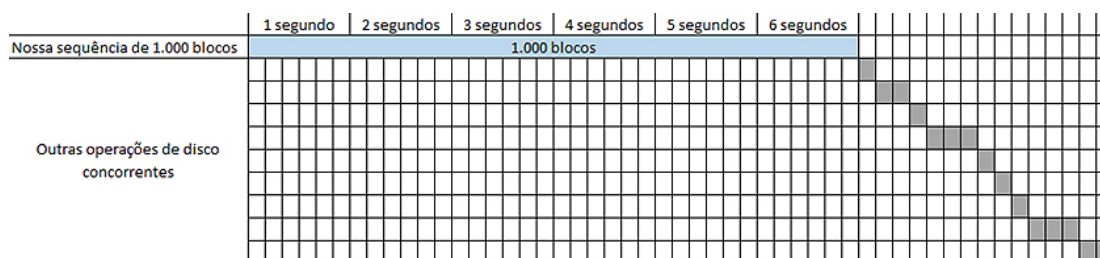 1 segundo 2 segundos 3 segundos 4 segundos 5 segundos 6 segundos
Nossa sequência de 1.000 blocos 1.000 blocos
Outras operações de disco
concorrentes